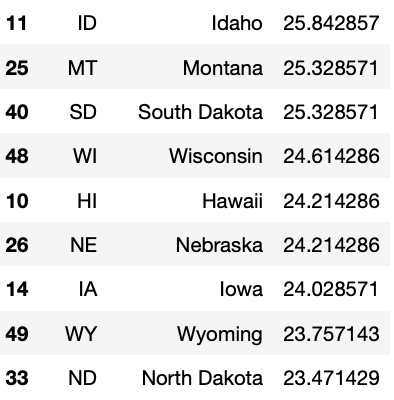 11 ID Idaho 25.842857
25 MT Montana 25.328571
40 SD South Dakota 25.328571
48 WI Wisconsin 24.614286
10 HI Hawaii 24.214286
26 NE Nebraska 24.214286
14 IA Iowa 24.028571
49 WY Wyoming 23.757143
33 ND North Dakota 23.471429